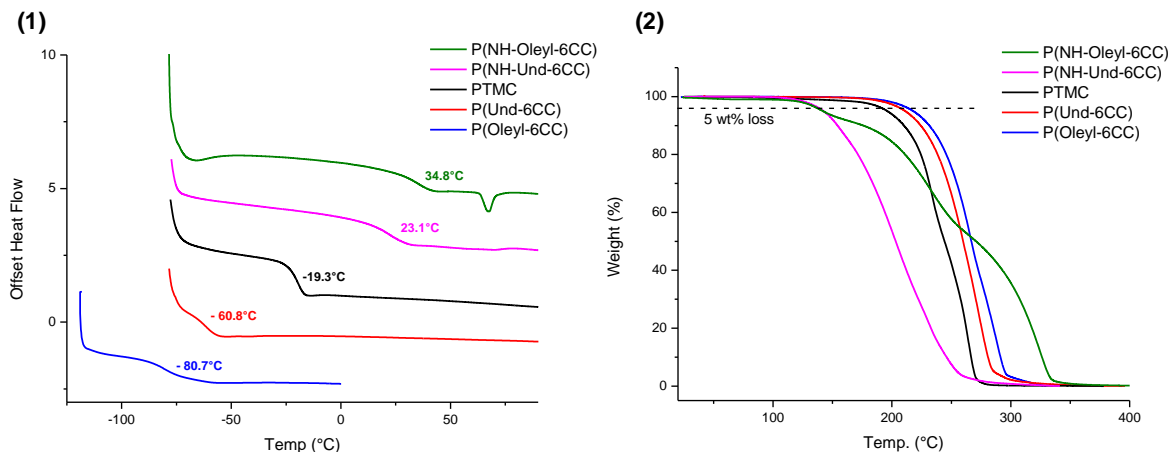 (1)
P(NH-Oleyl-6CC)
P(NH-Und-6CC)
PTMC
P(Und-6CC)
P(Oleyl-6CC)
10
5
0
Offset Heat Flow
34.8°C
23.1°C
-19.3°C
- 60.8°C
- 80.7°C
-100
-50
0
50
Temp (°C)
(2)
P(NH-Oleyl-6CC)
P(NH-Und-6CC)
PTMC
P(Und-6CC)
P(Oleyl-6CC)
100
80
60
40
20
0
Weight (%)
5 wt% loss
100
200
300
400
Temp. (°C)